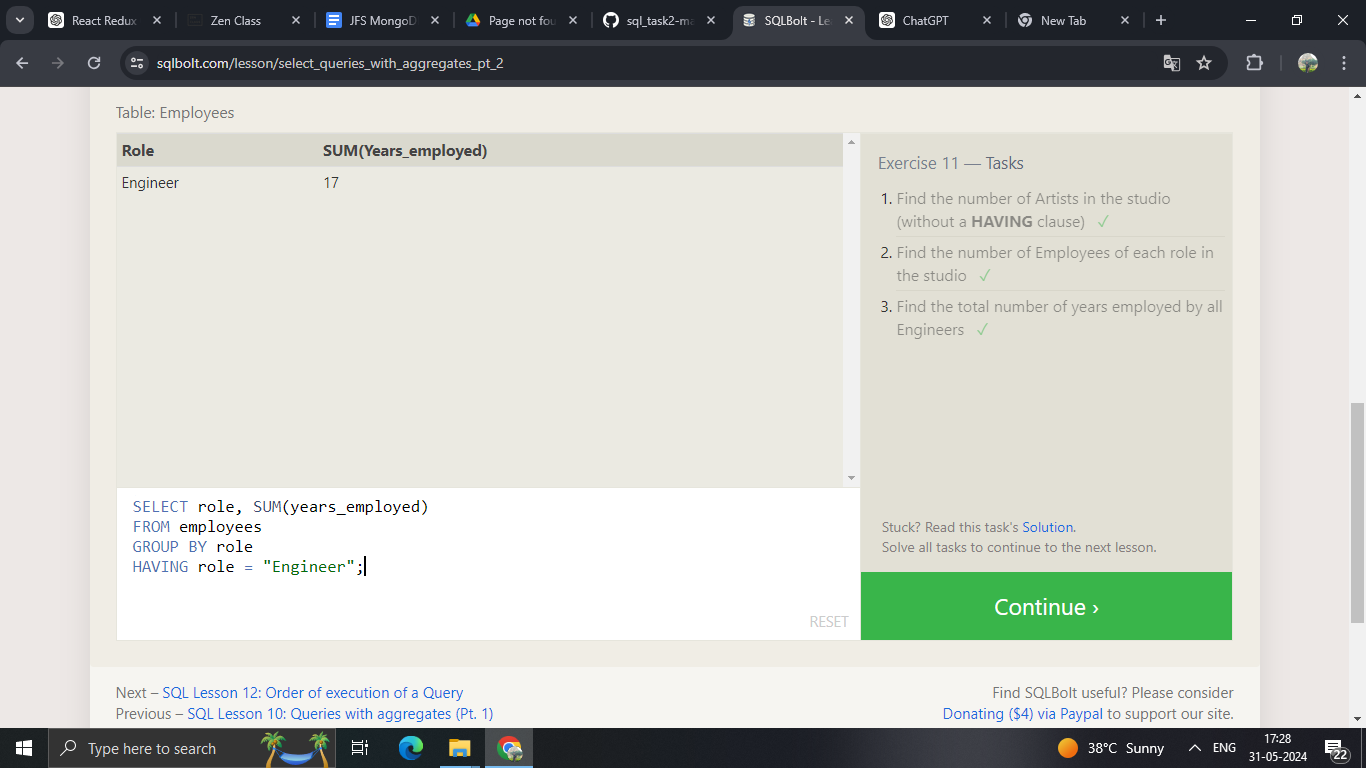 React Redux
Zen Class
JFS MongoD
Page not fou
sql_task2-ma
SQLBolt - Le
ChatGPT
New Tab
sqlbolt.com/lesson/select_queries_with_aggregates_pt_2
Table: Employees
Role SUM(Years_employed)
Engineer 17
Exercise 11 — Tasks
1. Find the number of Artists in the studio
(without a HAVING clause) ✓
2. Find the number of Employees of each role in
the studio ✓
3. Find the total number of years employed by all
Engineers ✓
SELECT role, SUM(years_employed)
FROM employees
GROUP BY role
HAVING role = "Engineer";
RESET
Stuck? Read this task's Solution.
Solve all tasks to continue to the next lesson.
Continue ›
Next – SQL Lesson 12: Order of execution of a Query
Previous – SQL Lesson 10: Queries with aggregates (Pt. 1)
Find SQLBolt useful? Please consider
Donating ($4) via Paypal to support our site.
Type here to search
38°C Sunny
ENG
17:28
31-05-2024
22